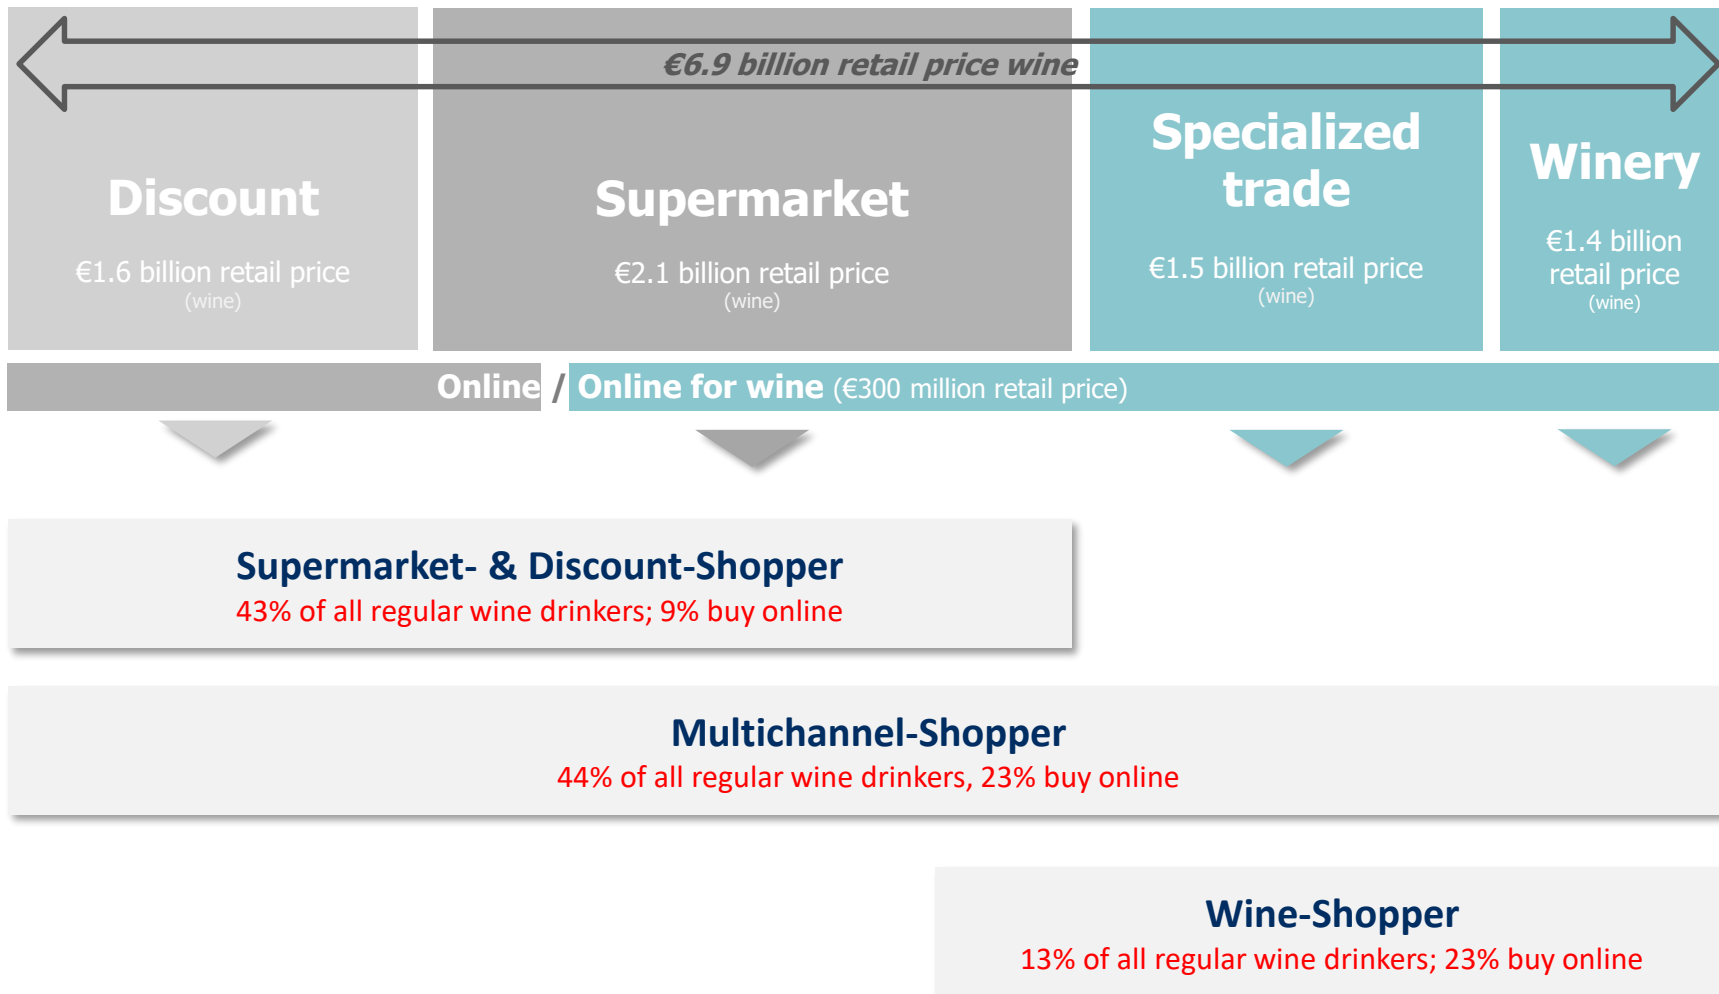 €6.9 billion retail price wine
Discount
€1.6 billion retail price
(wine)
Supermarket
€2.1 billion retail price
(wine)
Specialized
trade
€1.5 billion retail price
(wine)
Winery
€1.4 billion
retail price
(wine)
Online / Online for wine (€300 million retail price)
Supermarket- & Discount-Shopper
43% of all regular wine drinkers; 9% buy online
Multichannel-Shopper
44% of all regular wine drinkers, 23% buy online
Wine-Shopper
13% of all regular wine drinkers; 23% buy online